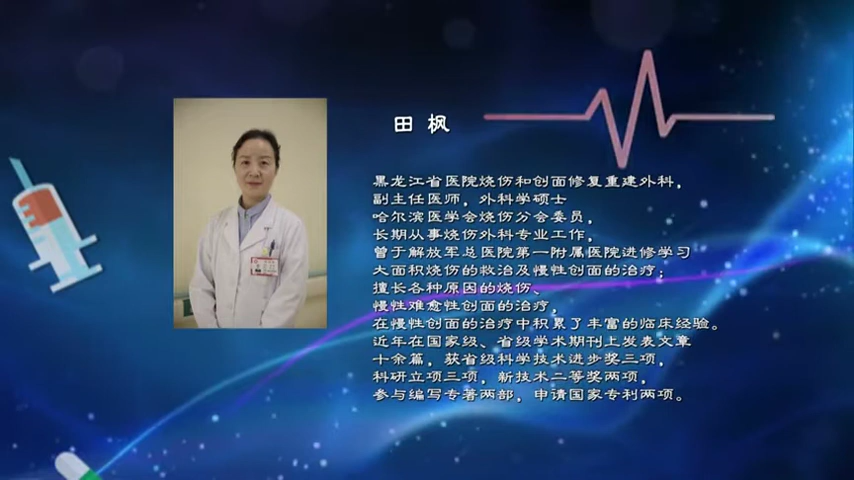 田 枫
黑龙江省医院烧伤和创面修复重建外科，
副主任医师，外科学硕士
哈尔滨医学会烧伤分会委员，
长期从事烧伤外科专业工作，
曾于解放军总医院第一附属医院进修学习
大面积烧伤的救治及慢性创面的治疗；
擅长各种原因的烧伤、
慢性难愈性创面的治疗，
在慢性创面的治疗中积累了丰富的临床经验。
近年在国家级、省级学术期刊上发表文章
十余篇，获省级科学技术进步奖三项，
科研立项三项，新技术二等奖两项，
参与编写专著两部，申请国家专利两项。